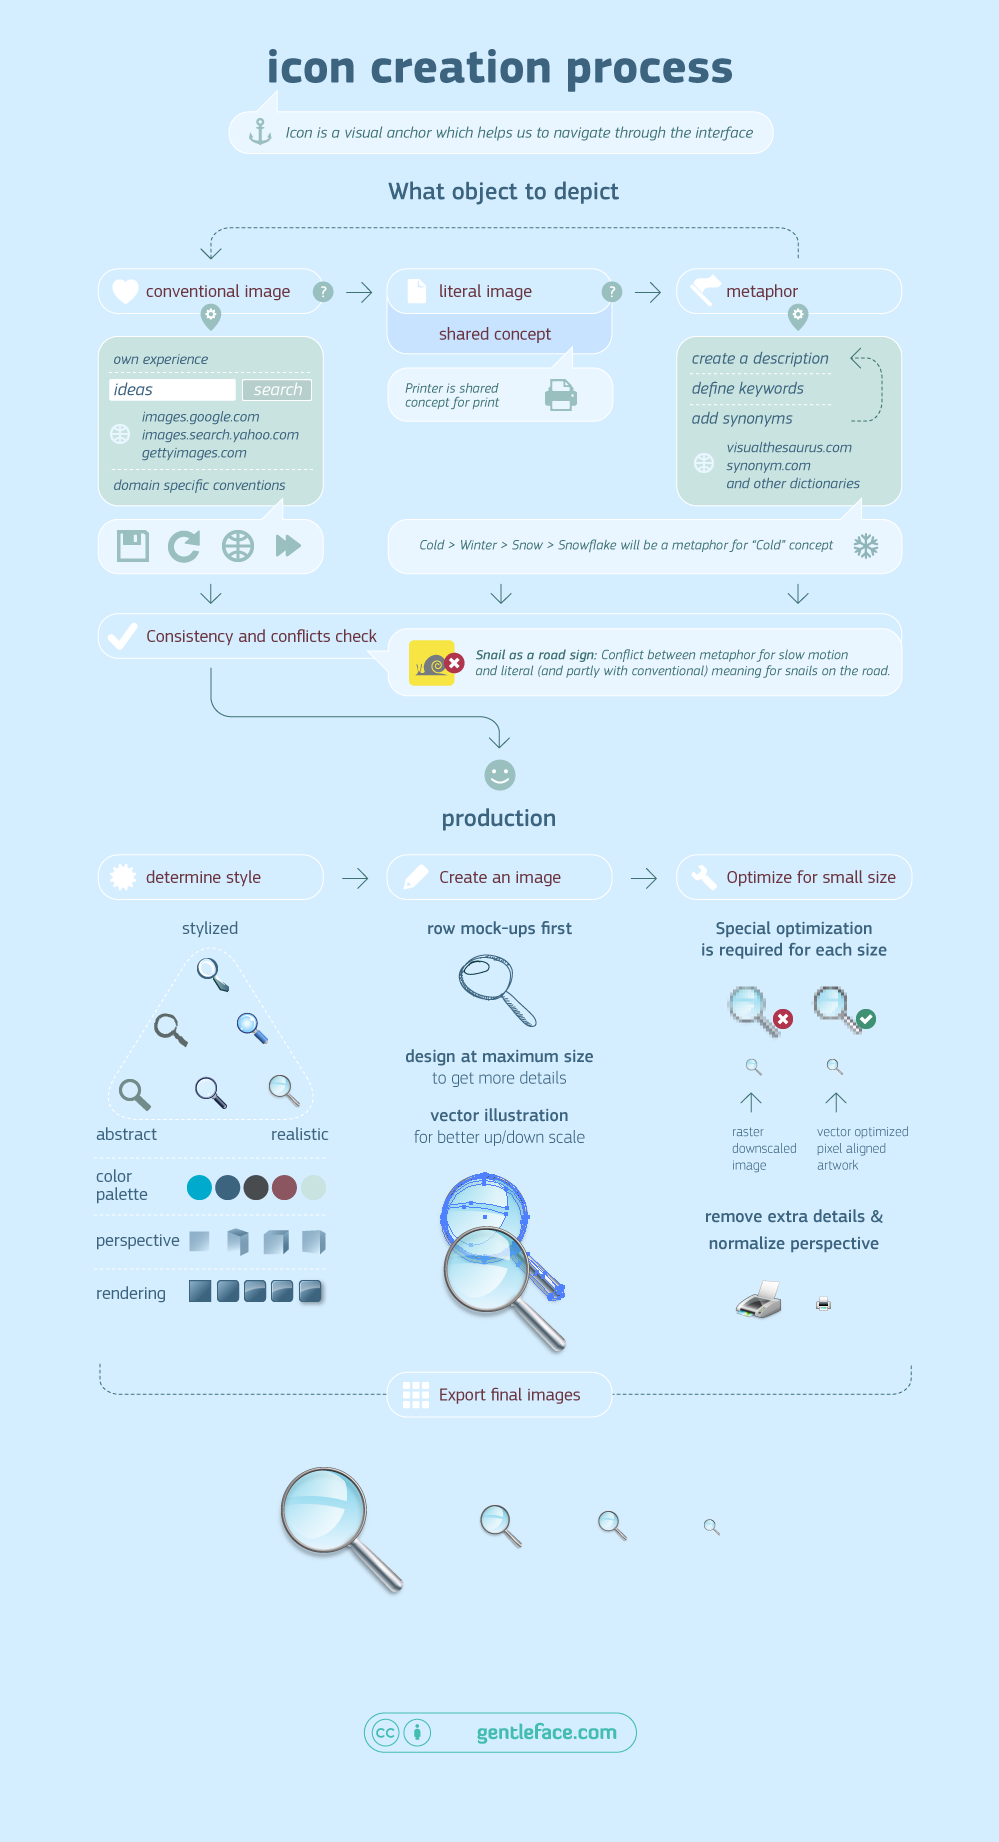 icon creation process
Icon is a visual anchor which helps us to navigate through the interface
What object to depict
conventional image
?
literal image
?
metaphor
shared concept
own experience
ideas
search
images.google.com
images.search.yahoo.com
gettyimages.com
domain specific conventions
Printer is shared
concept for print
create a description
define keywords
add synonyms
visualthesaurus.com
synonym.com
and other dictionaries
Cold > Winter > Snow > Snowflake will be a metaphor for “Cold” concept
Consistency and conflicts check
Snail as a road sign: Conflict between metaphor for slow motion
and literal (and partly with conventional) meaning for snails on the road.
production
determine style
Create an image
Optimize for small size
stylized
abstract
realistic
color
palette
perspective
rendering
row mock-ups first
design at maximum size
to get more details
vector illustration
for better up/down scale
Special optimization
is required for each size
raster
downscaled
image
vector optimized
pixel aligned
artwork
remove extra details &
normalize perspective
Export final images
cc
gentleface.com